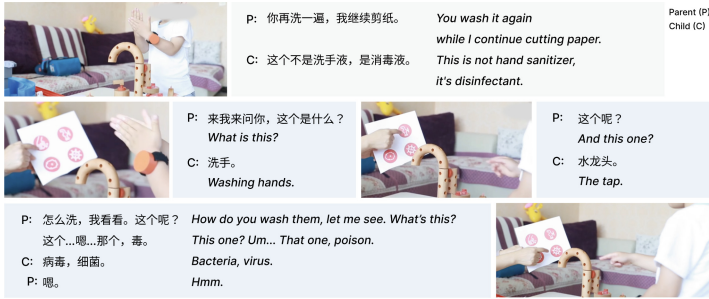 Parent (P)
Child (C)
P: 你再洗一遍，我继续剪纸。
You wash it again
while I continue cutting paper.
C: 这个不是洗手液，是消毒液。
This is not hand sanitizer,
it's disinfectant.
P: 来我来问你，这个是什么？
What is this?
C: 洗手。
Washing hands.
P: 这个呢？
And this one?
C: 水龙头。
The tap.
P: 怎么洗，我看看。这个呢？ How do you wash them, let me see. What's this?
这个...嗯...那个，毒。 This one? Um... That one, poison.
C: 病毒，细菌。 Bacteria, virus.
P: 嗯。 Hmm.